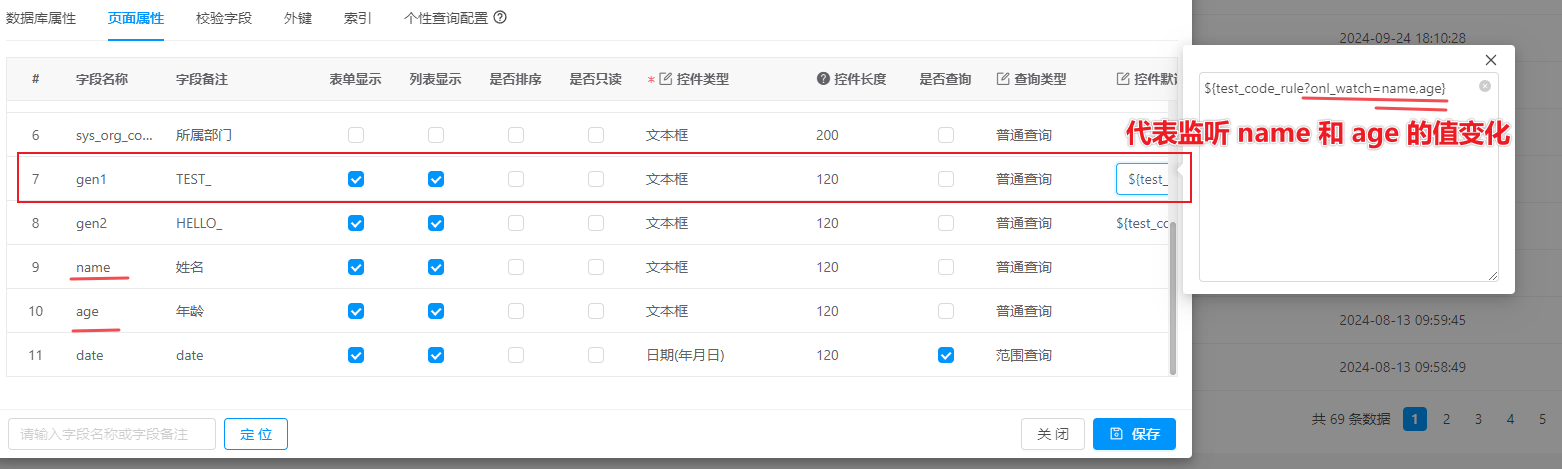 数据库属性 页面属性 校验字段 外键 索引 个性查询配置
2024-09-24 18:10:28
# 字段名称 字段备注 表单显示 列表显示 是否排序 是否只读 * 控件类型 控件长度 是否查询 查询类型 控件默
${test_code_rule?onl_watch=name,age}
代表监听 name 和 age 的值变化
6 sys_org_co... 所属部门 文本框 200 普通查询
7 gen1 TEST_ 文本框 120 普通查询 ${test_
8 gen2 HELLO_ 文本框 120 普通查询 ${test_cc
9 name 姓名 文本框 120 普通查询
10 age 年龄 文本框 120 普通查询
2024-08-13 09:59:45
11 date date 日期(年月日) 120 范围查询
2024-08-13 09:58:49
共 69 条数据 1 2 3 4 5
请输入字段名称或字段备注 定 位 关 闭 保存